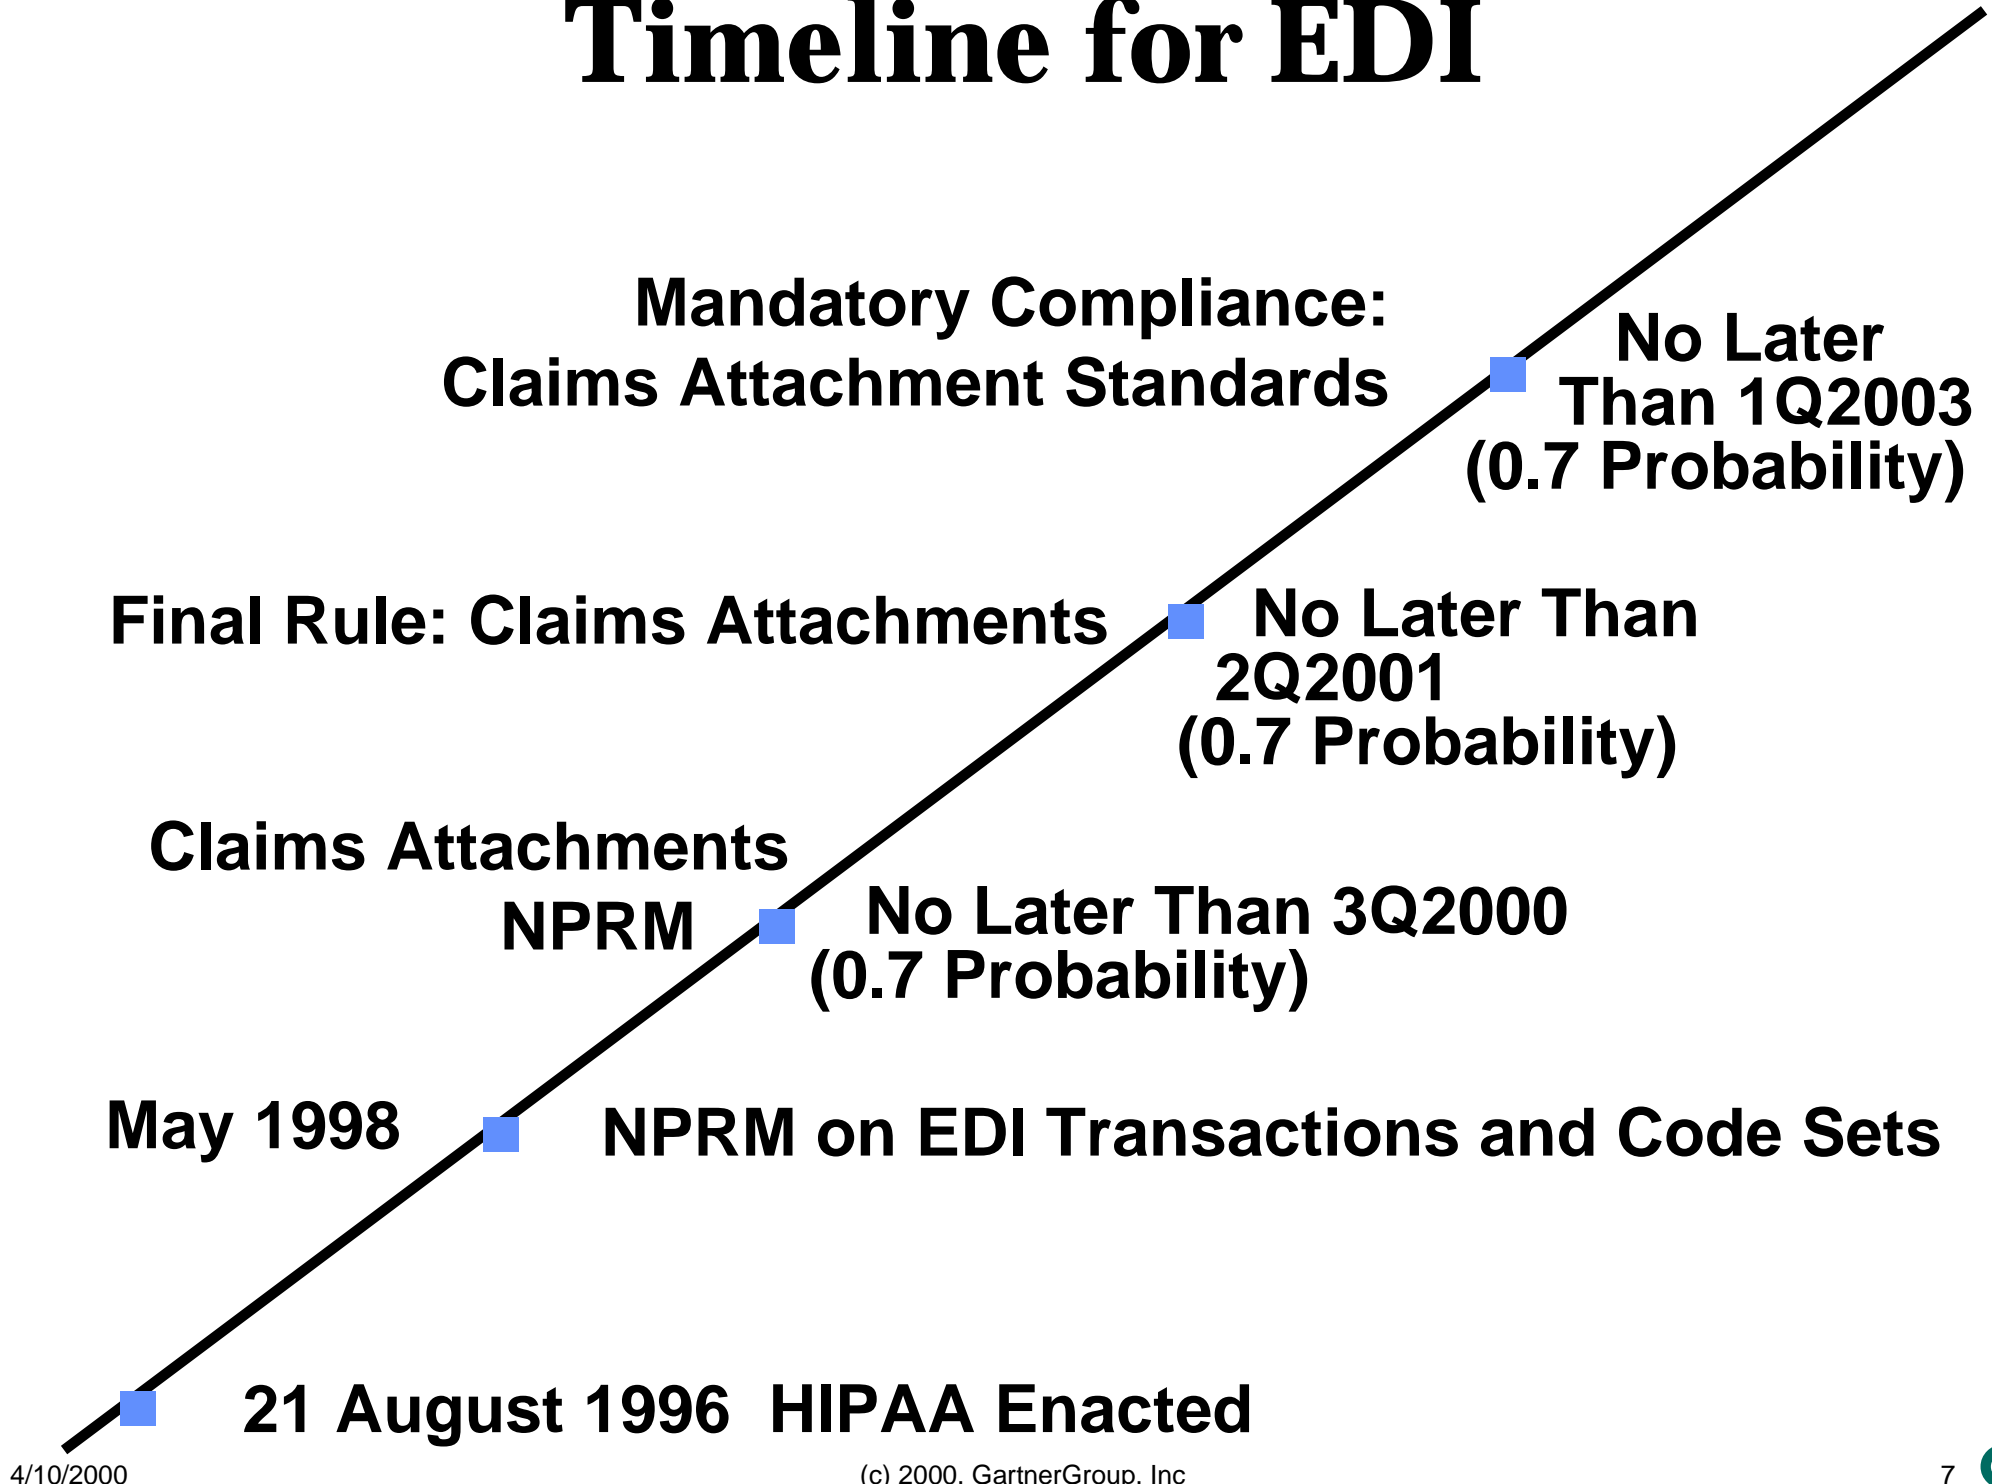 Timeline for EDI
Mandatory Compliance:
Claims Attachment Standards
No Later
Than 1Q2003
(0.7 Probability)
Final Rule: Claims Attachments
No Later Than
2Q2001
(0.7 Probability)
Claims Attachments
NPRM
No Later Than 3Q2000
(0.7 Probability)
May 1998
NPRM on EDI Transactions and Code Sets
21 August 1996 HIPAA Enacted
4/10/2000
(c) 2000, GartnerGroup, Inc
7